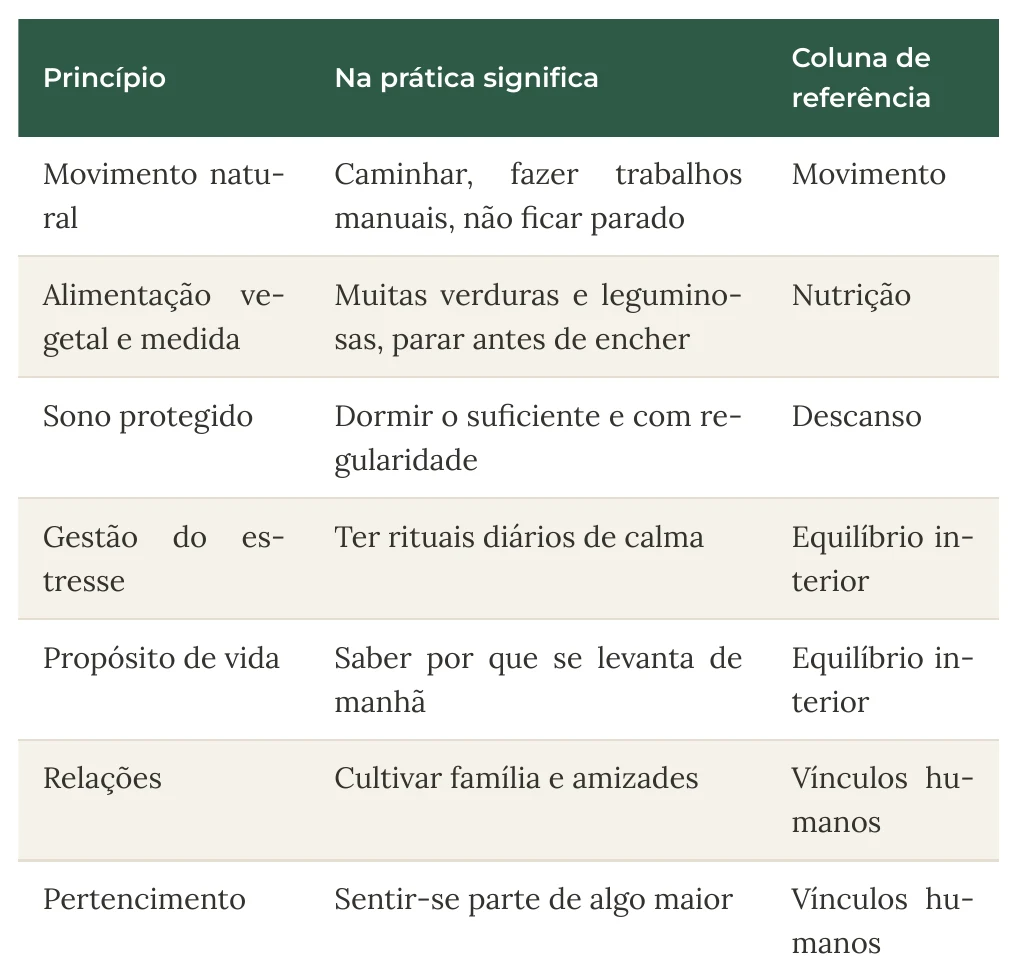 Princípio
Na prática significa
Coluna de
referência
Movimento natu-
ral
Caminhar, fazer trabalhos
manuais, não ficar parado
Movimento
Alimentação ve-
getal e medida
Muitas verduras e legumino-
sas, parar antes de encher
Nutrição
Sono protegido
Dormir o suficiente e com re-
gularidade
Descanso
Gestão do es-
tresse
Ter rituais diários de calma
Equilíbrio in-
terior
Propósito de vida
Saber por que se levanta de
manhã
Equilíbrio in-
terior
Relações
Cultivar família e amizades
Vínculos hu-
manos
Pertencimento
Sentir-se parte de algo maior
Vínculos hu-
manos